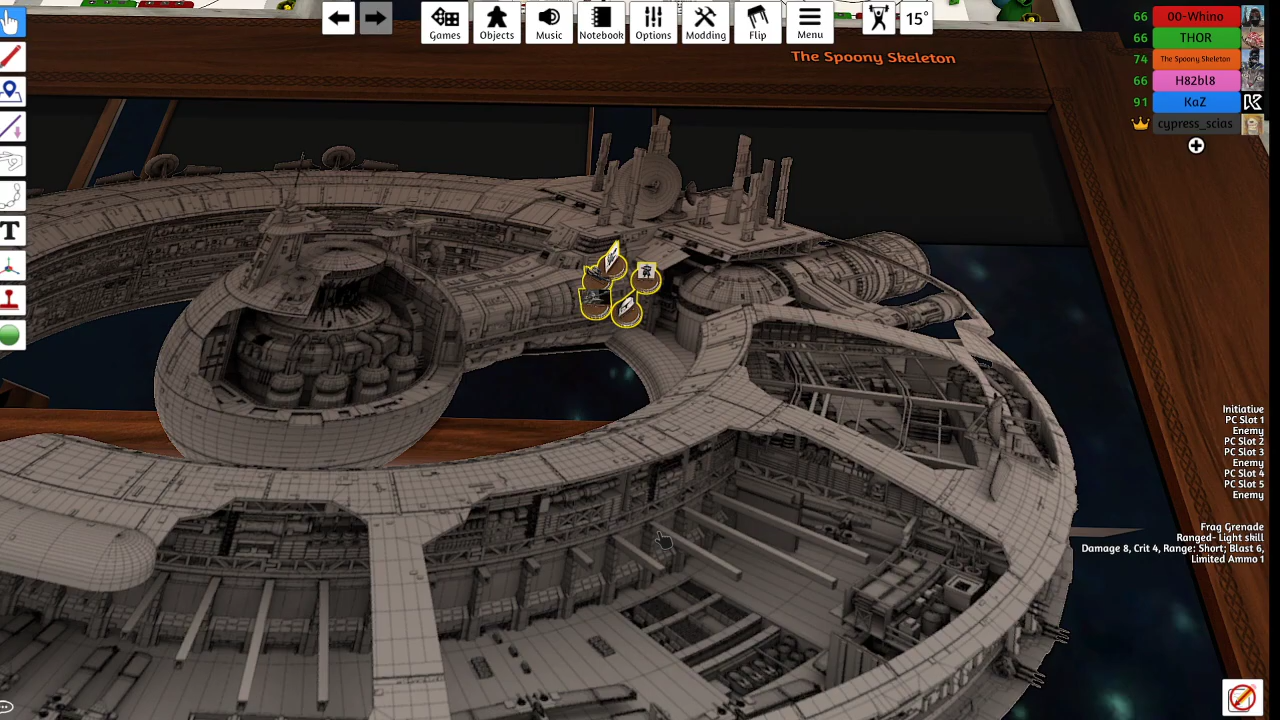 Games
Objects
Music
Notebook
Options
Modding
Flip
Menu
15°
The Spoony Skeleton
66 00-Whino
66 THOR
74 The Spoony Skeleton
66 H82bl8
91 KaZ
cypress_scias
T
Initiative
PC Slot 1
Enemy
PC Slot 2
PC Slot 3
Enemy
PC Slot 4
PC Slot 5
Enemy
Frag Grenade
Ranged- Light skill
Damage 8, Crit 4, Range: Short; Blast 6,
Limited Ammo 1